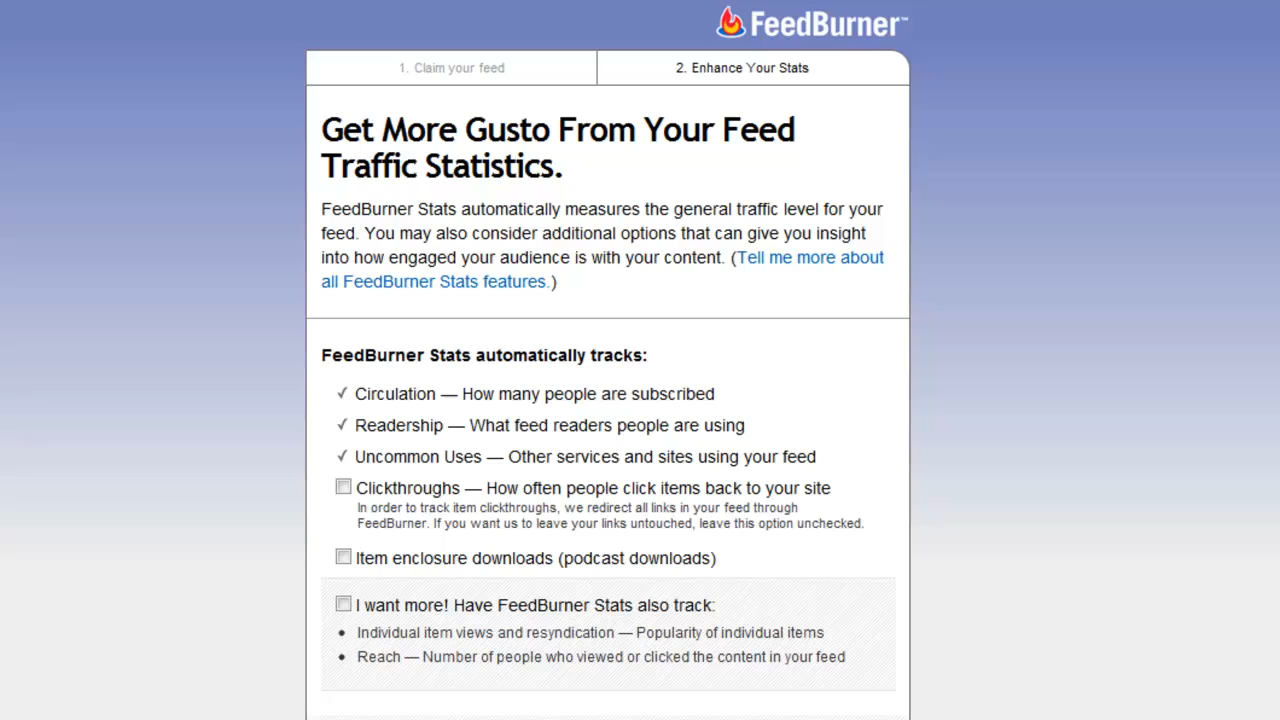 FeedBurner™
1. Claim your feed
2. Enhance Your Stats
Get More Gusto From Your Feed
Traffic Statistics.
FeedBurner Stats automatically measures the general traffic level for your
feed. You may also consider additional options that can give you insight
into how engaged your audience is with your content. (Tell me more about
all FeedBurner Stats features.)
FeedBurner Stats automatically tracks:
✓ Circulation — How many people are subscribed
✓ Readership — What feed readers people are using
✓ Uncommon Uses — Other services and sites using your feed
Clickthroughs — How often people click items back to your site
In order to track item clickthroughs, we redirect all links in your feed through
FeedBurner. If you want us to leave your links untouched, leave this option unchecked.
Item enclosure downloads (podcast downloads)
I want more! Have FeedBurner Stats also track:
• Individual item views and resyndication — Popularity of individual items
• Reach — Number of people who viewed or clicked the content in your feed